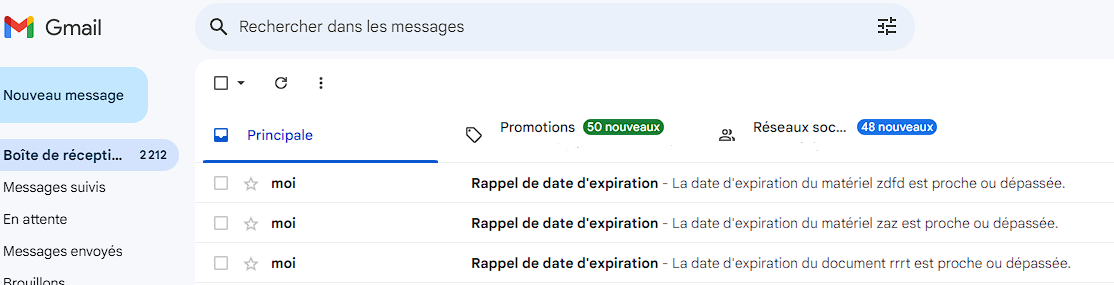 Gmail
Rechercher dans les messages
Nouveau message
Principale
Promotions 50 nouveaux
Réseaux soc... 48 nouveaux
Boîte de récepti... 2 212
Messages suivis
En attente
Messages envoyés
Brouillons
moi Rappel de date d'expiration - La date d'expiration du matériel zdfd est proche ou dépassée.
moi Rappel de date d'expiration - La date d'expiration du matériel zaz est proche ou dépassée.
moi Rappel de date d'expiration - La date d'expiration du document rrrt est proche ou dépassée.